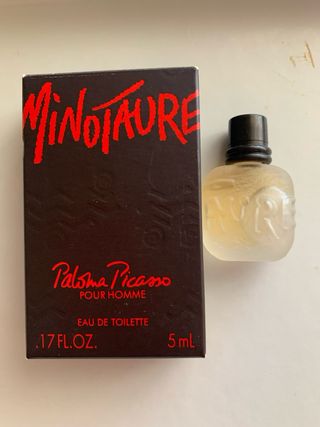 MINOTAURE
Paloma Picasso
POUR HOMME
EAU DE TOILETTE
.17 FL.OZ. 5 mL